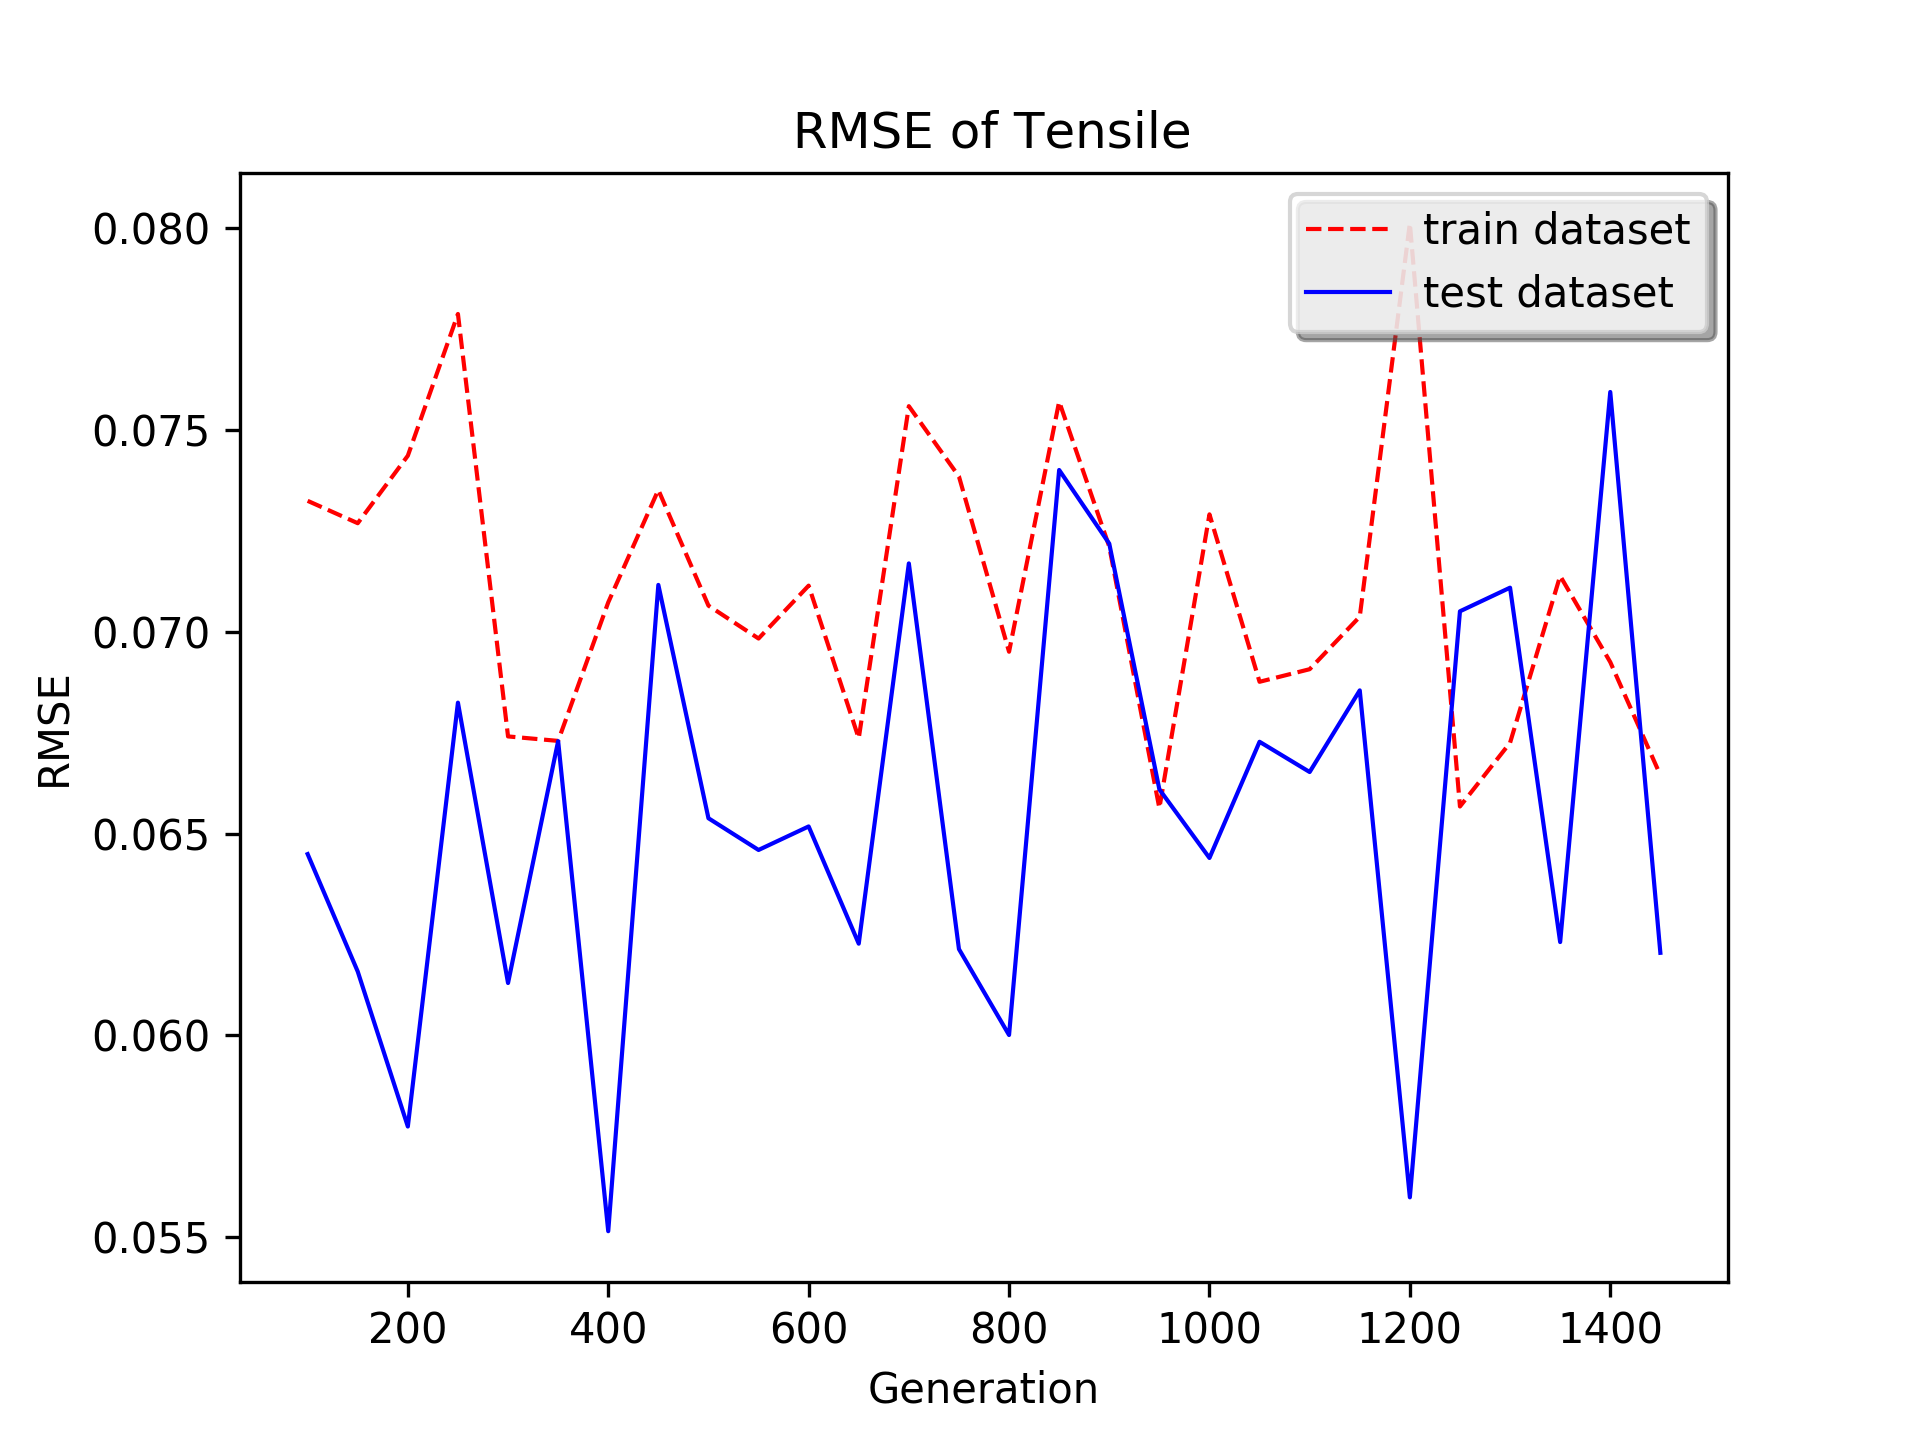 RMSE of Tensile
train dataset
test dataset
0.080
0.075
0.070
0.065
0.060
0.055
RMSE
200 400 600 800 1000 1200 1400
Generation